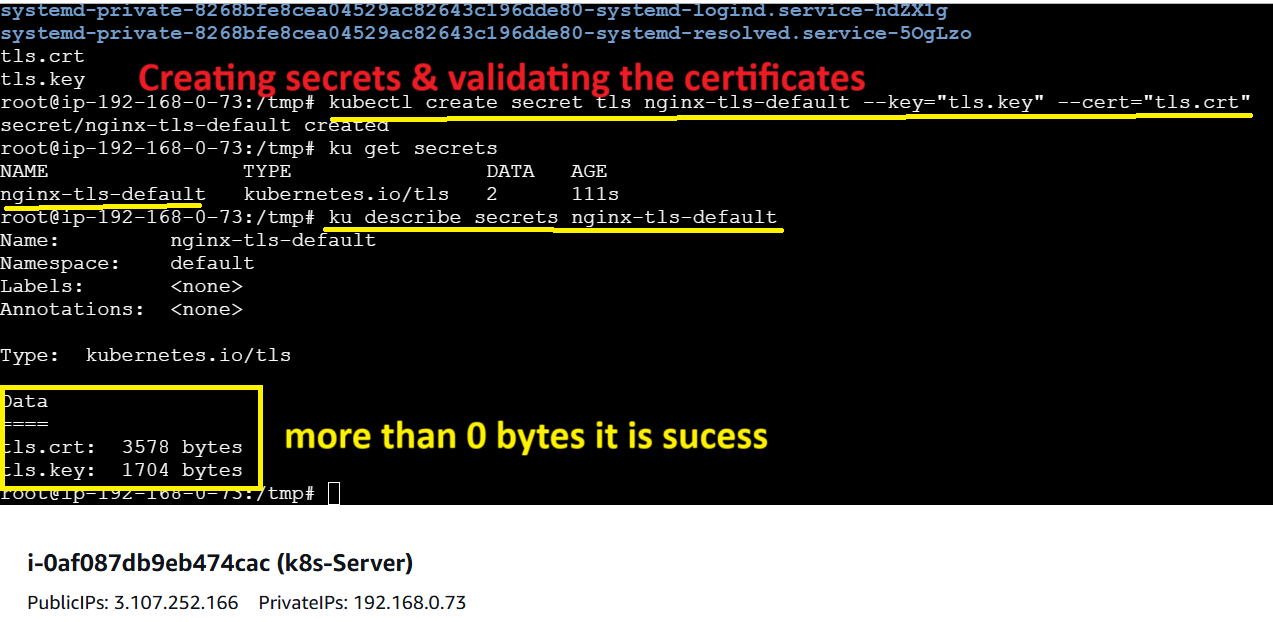 systemd-private-8268bfe8cea04529ac82643c196dde80-systemd-logind.service-hdZXlg
systemd-private-8268bfe8cea04529ac82643c196dde80-systemd-resolved.service-5OgLzo
tls.crt
tls.key
Creating secrets & validating the certificates
root@ip-192-168-0-73:/tmp# kubectl create secret tls nginx-tls-default --key="tls.key" --cert="tls.crt"
secret/nginx-tls-default created
root@ip-192-168-0-73:/tmp# ku get secrets
NAME TYPE DATA AGE
nginx-tls-default kubernetes.io/tls 2 111s
root@ip-192-168-0-73:/tmp# ku describe secrets nginx-tls-default
Name: nginx-tls-default
Namespace: default
Labels: <none>
Annotations: <none>
Type: kubernetes.io/tls
Data
====
tls.crt: 3578 bytes
more than 0 bytes it is sucess
tls.key: 1704 bytes
root@ip-192-168-0-73:/tmp#
i-0af087db9eb474cac (k8s-Server)
PublicIPs: 3.107.252.166 PrivateIPs: 192.168.0.73